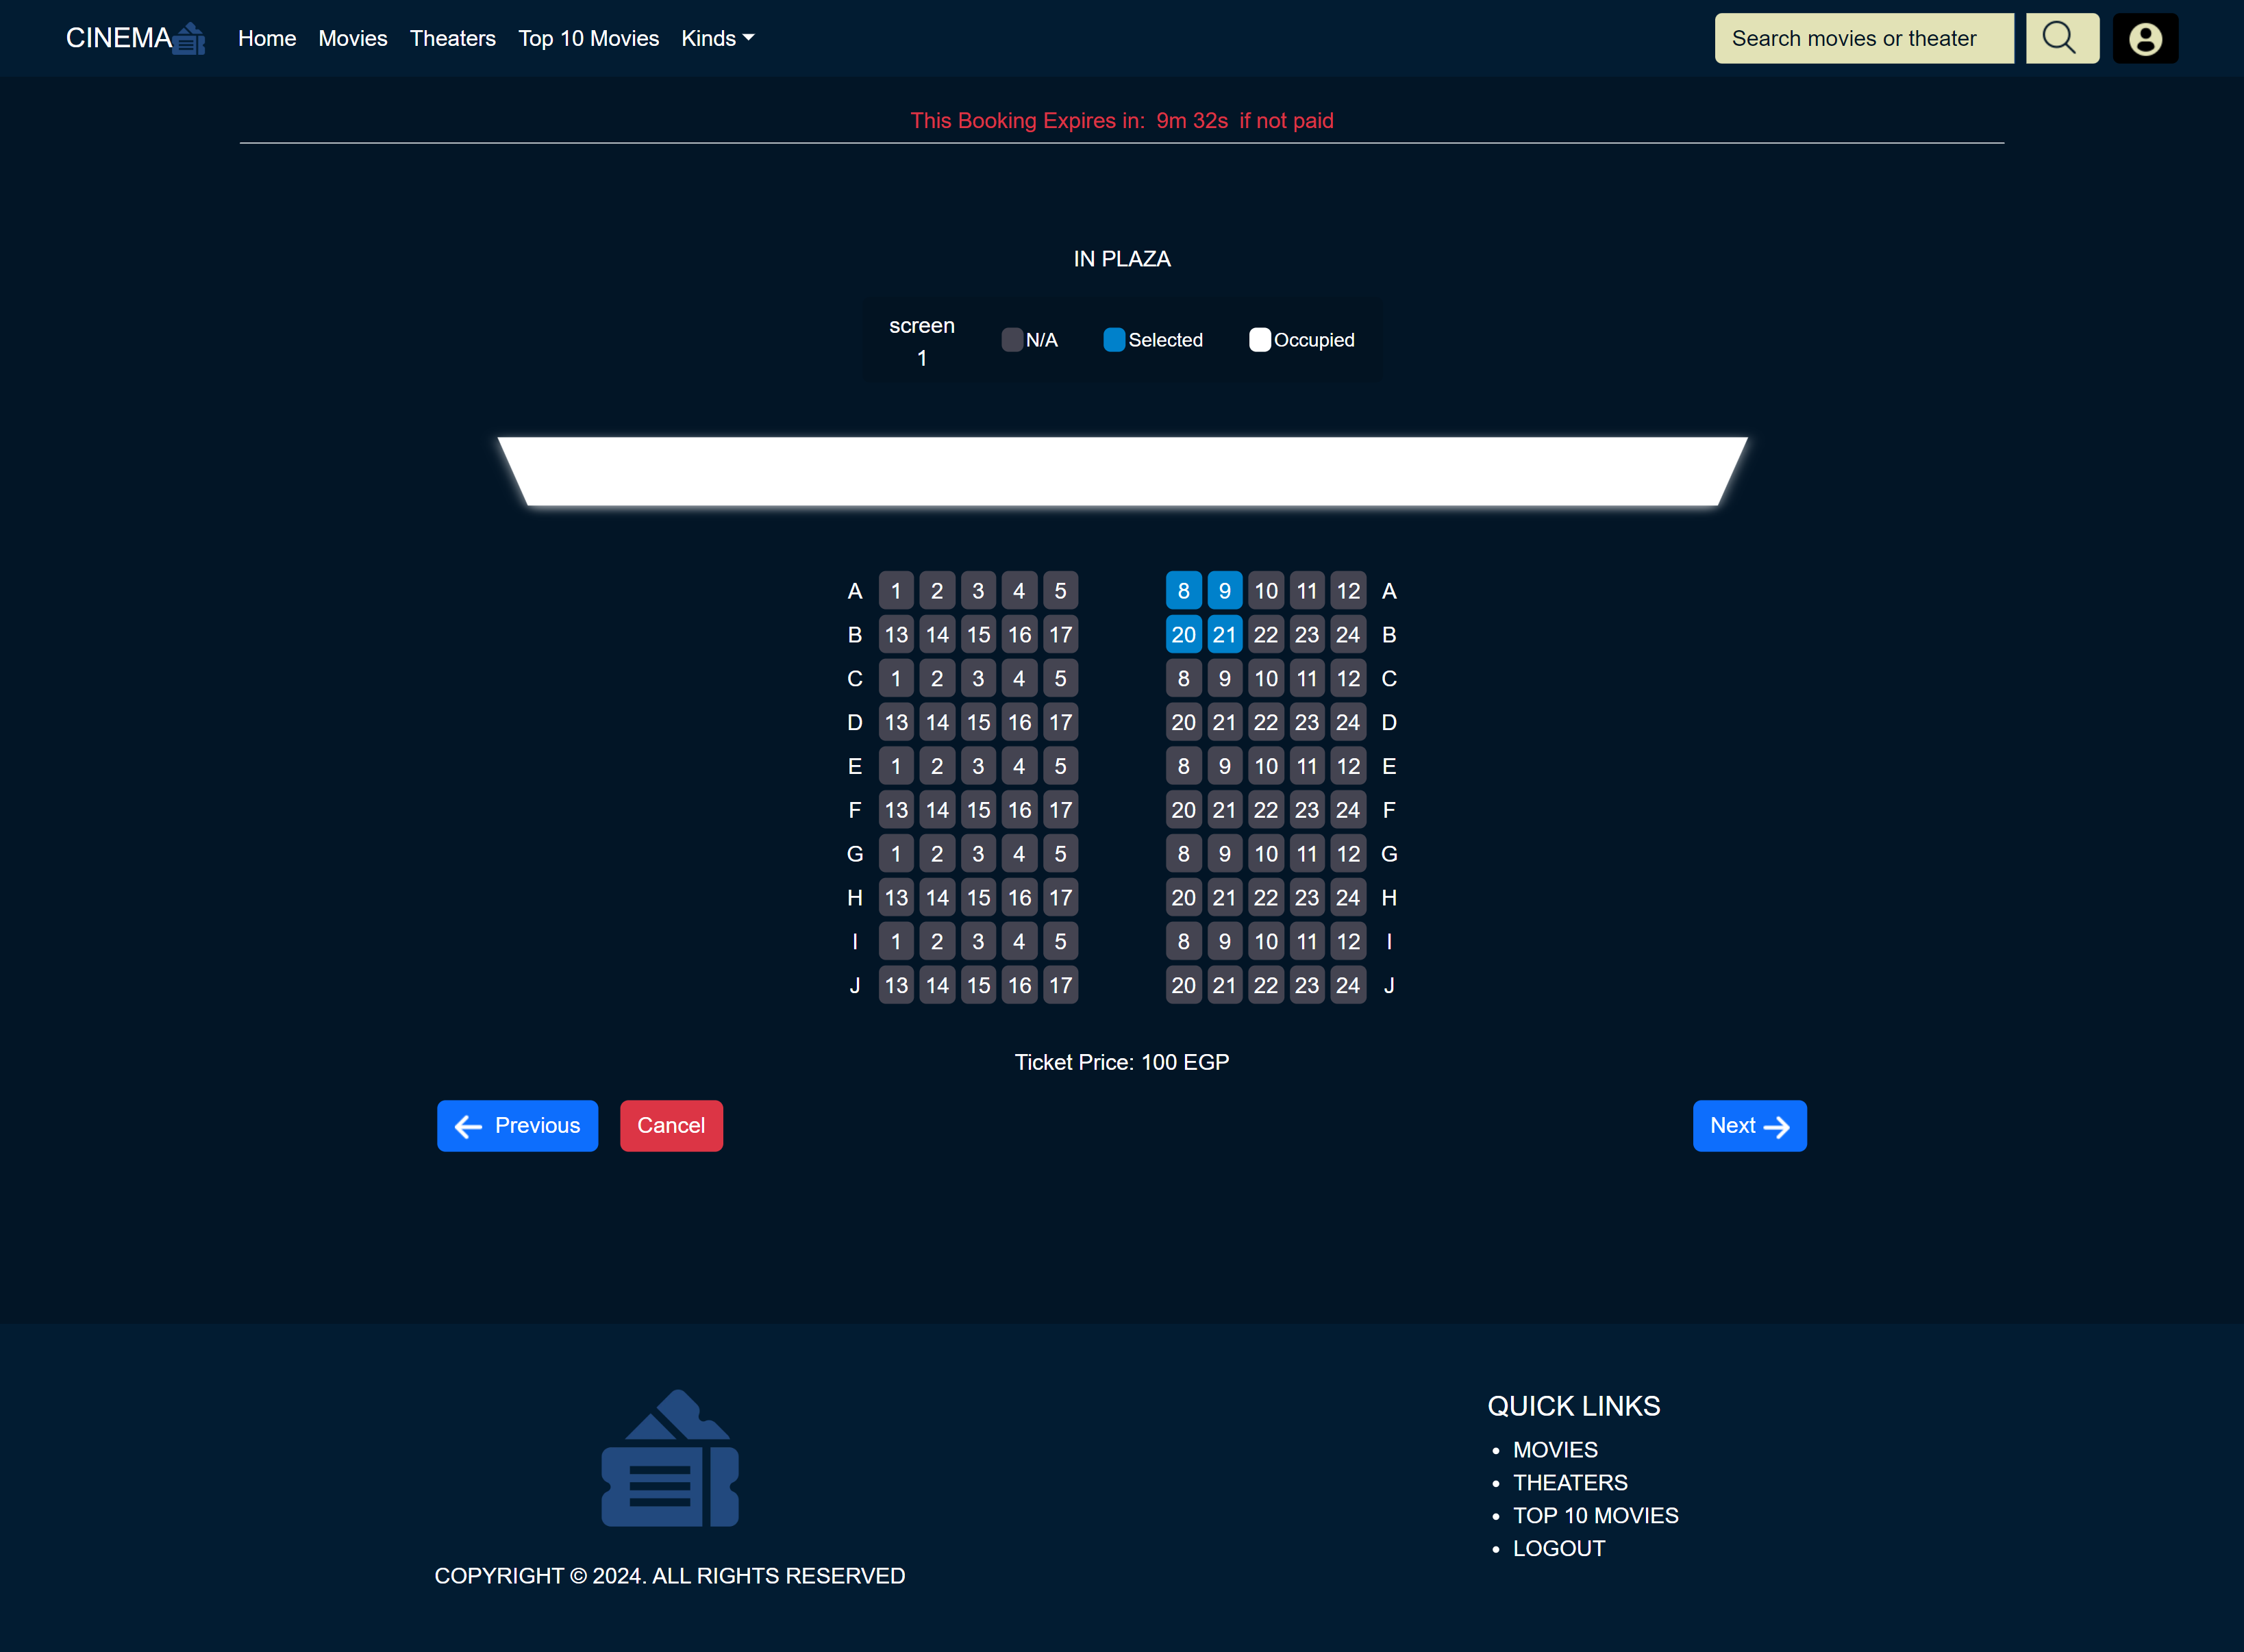 CINEMA Home Movies Theaters Top 10 Movies Kinds Search movies or theater
This Booking Expires in: 9m 32s if not paid
IN PLAZA
screen
1
N/A Selected Occupied
A 1 2 3 4 5 8 9 10 11 12 A
B 13 14 15 16 17 20 21 22 23 24 B
C 1 2 3 4 5 8 9 10 11 12 C
D 13 14 15 16 17 20 21 22 23 24 D
E 1 2 3 4 5 8 9 10 11 12 E
F 13 14 15 16 17 20 21 22 23 24 F
G 1 2 3 4 5 8 9 10 11 12 G
H 13 14 15 16 17 20 21 22 23 24 H
I 1 2 3 4 5 8 9 10 11 12 I
J 13 14 15 16 17 20 21 22 23 24 J
Ticket Price: 100 EGP
Previous Cancel Next
COPYRIGHT © 2024. ALL RIGHTS RESERVED
QUICK LINKS
• MOVIES
• THEATERS
• TOP 10 MOVIES
• LOGOUT